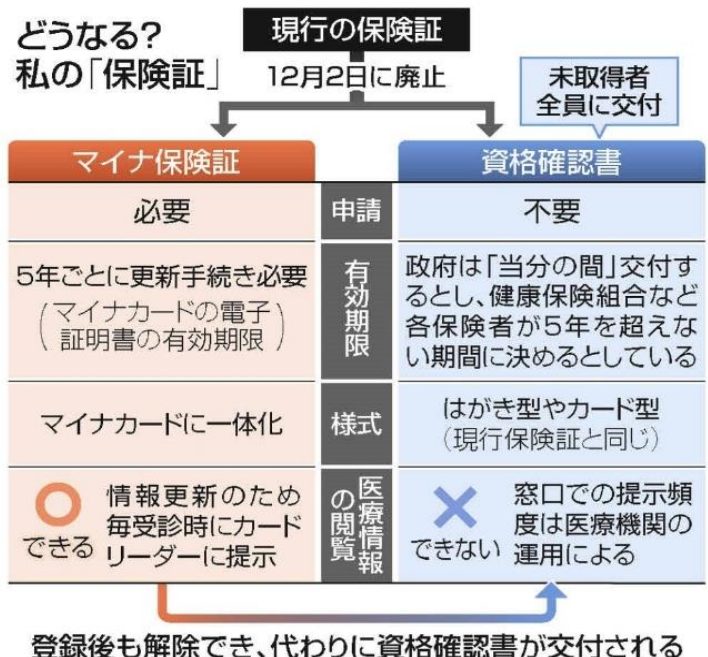 どうなる?
私の「保険証」
現行の保険証
12月2日に廃止
未取得者
全員に交付
マイナ保険証
資格確認書
必要
申請
不要
5年ごとに更新手続き必要
(マイナカードの電子
証明書の有効期限)
有効期限
政府は「当分の間」交付す
るとし、健康保険組合など
各保険者が5年を超えな
い期間に決めるとしている
マイナカードに一体化
様式
はがき型やカード型
(現行保険証と同じ)
できる
情報更新のため
毎受診時にカード
リーダーに提示
医療情報
の閲覧
できない
窓口での提示頻
度は医療機関の
運用による
登録後も解除でき、代わりに資格確認書が交付される